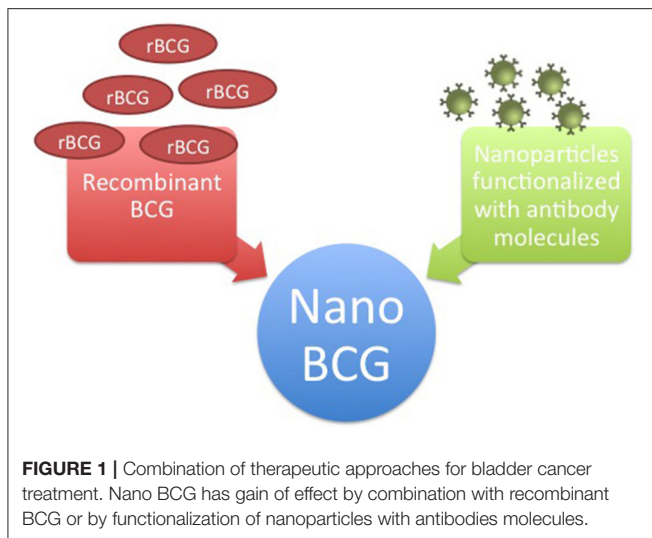 rBCG
rBCG
rBCG
rBCG
rBCG
Recombinant
BCG
Nanoparticles
functionalized
with antibody
molecules
Nano
BCG
FIGURE 1 | Combination of therapeutic approaches for bladder cancer
treatment. Nano BCG has gain of effect by combination with recombinant
BCG or by functionalization of nanoparticles with antibodies molecules.